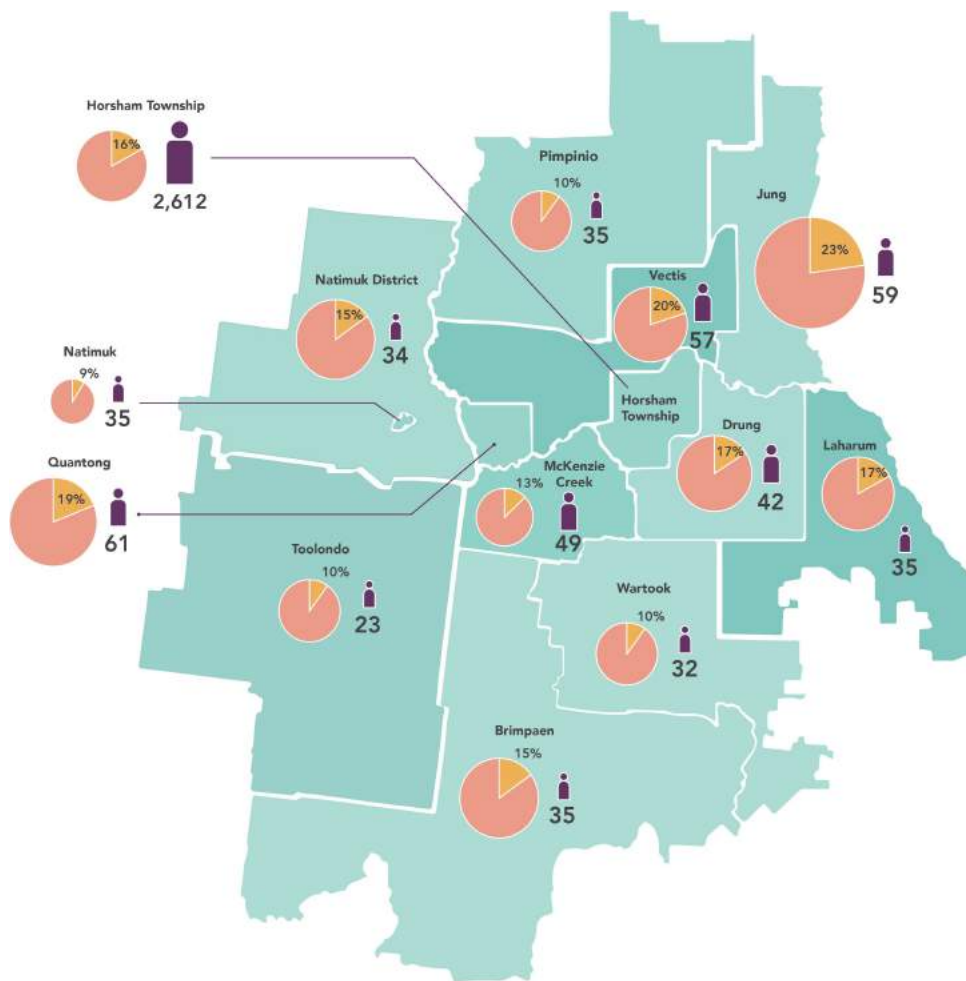 Horsham Township
16%
2,612
Pimpinio
10%
35
Jung
23%
59
Natimuk District
15%
34
Vectis
20%
57
Natimuk
9%
35
Horsham
Township
Quantong
19%
61
McKenzie
Creek
13%
49
Drung
17%
42
Laharum
17%
35
Toolondo
10%
23
Wartook
10%
32
Brimpaen
15%
35